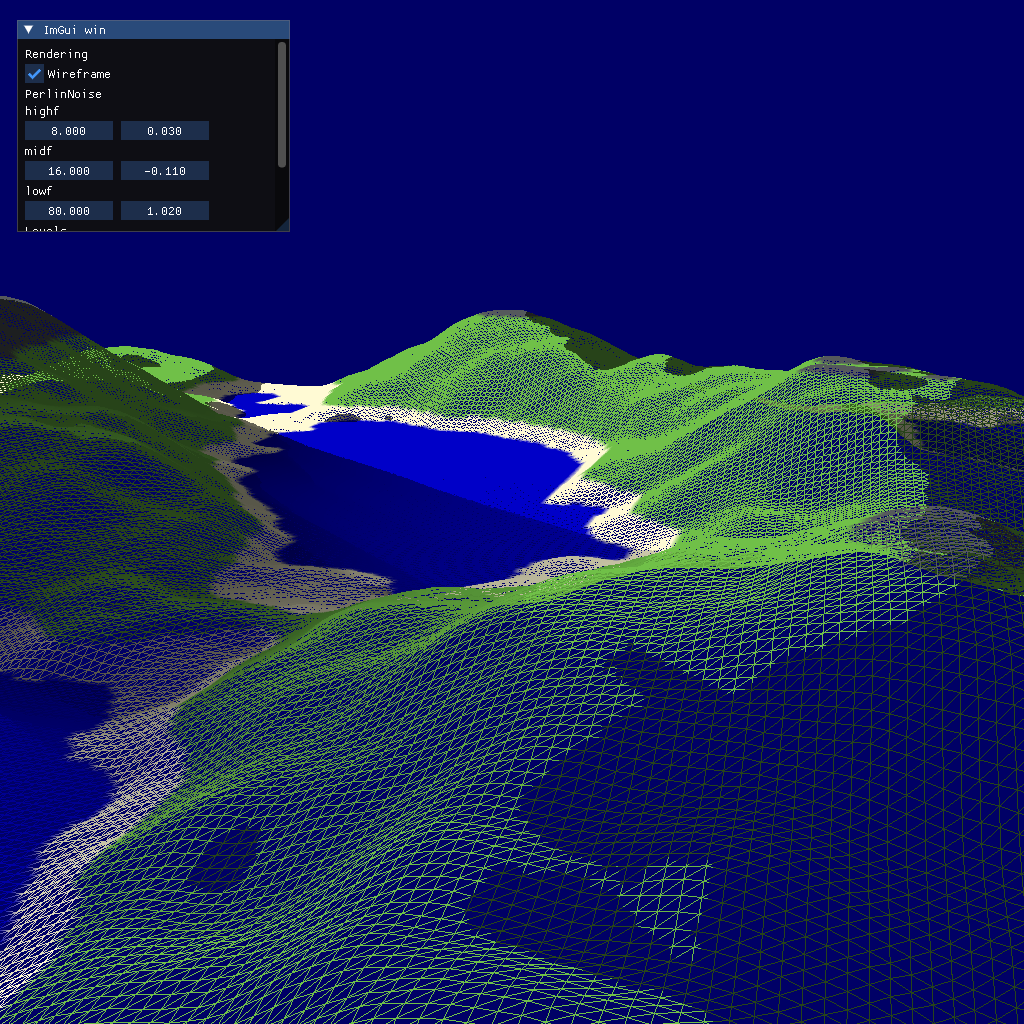 ImGui win
Rendering
Wireframe
PerlinNoise
highf
8.000 0.030
midf
16.000 -0.110
lowf
80.000 1.020